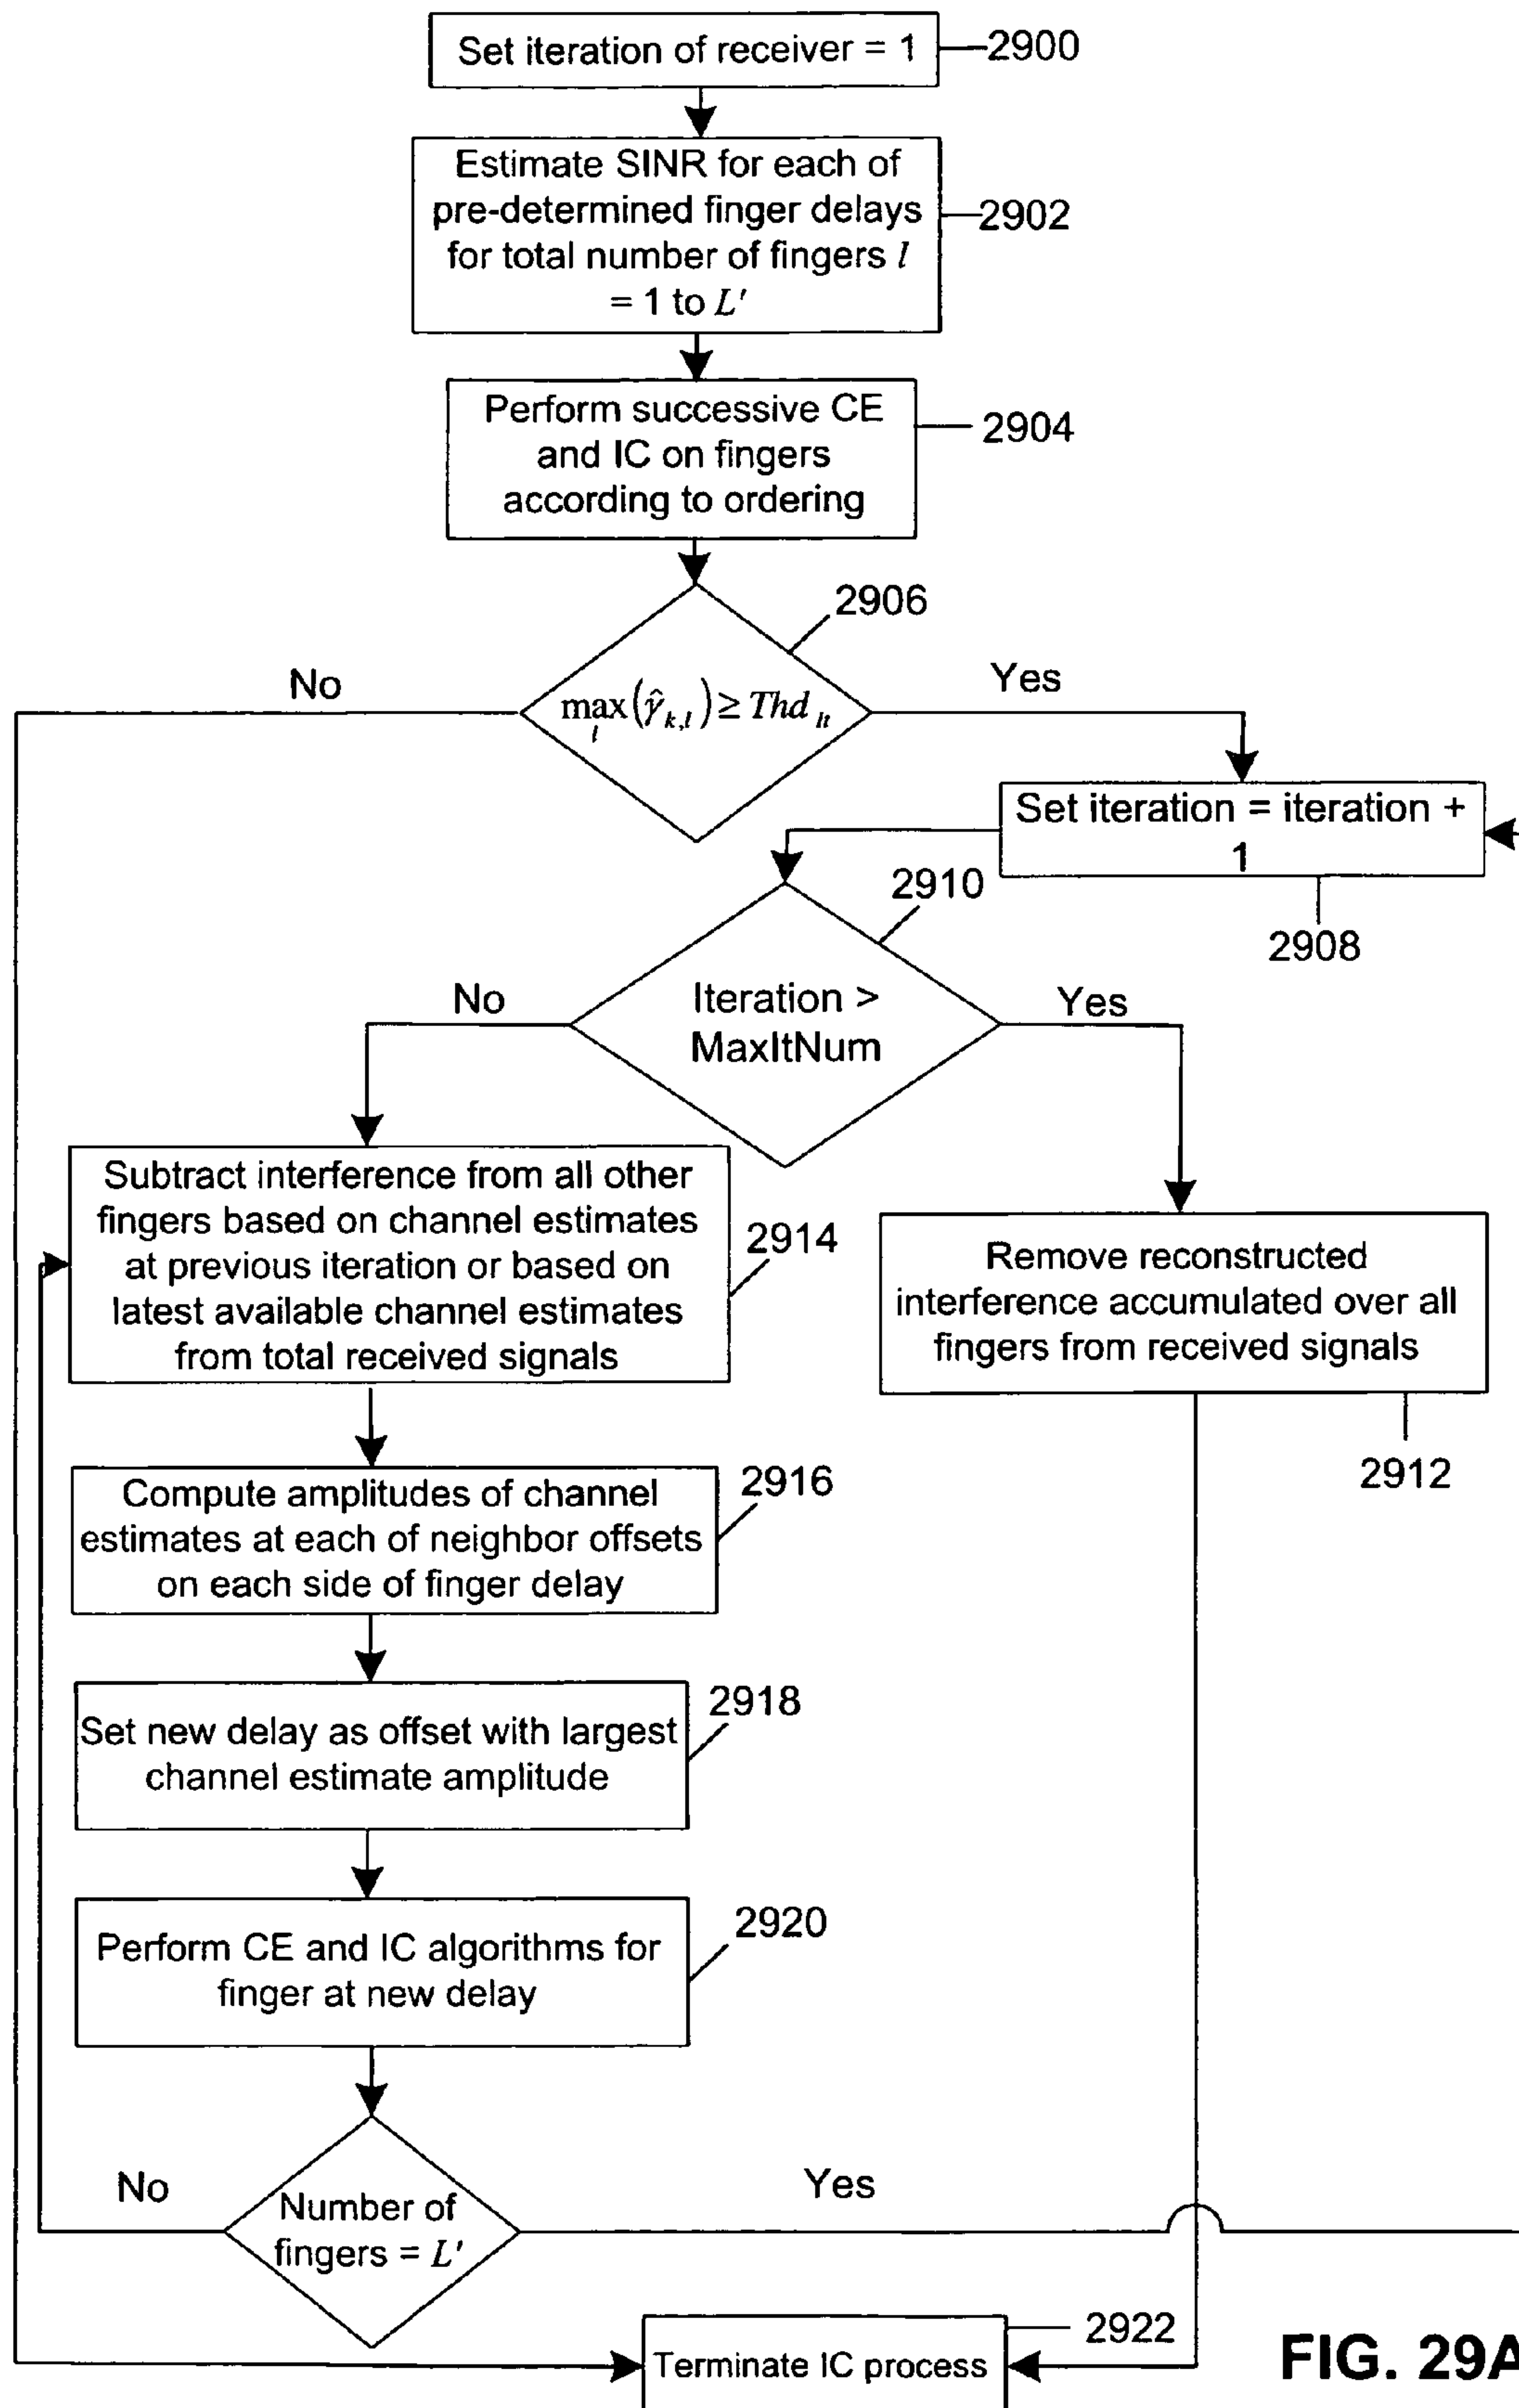 Set iteration of receiver = 1
2900
Estimate SINR for each of
pre-determined finger delays
for total number of fingers l
= 1 to L'
2902
Perform successive CE
and IC on fingers
according to ordering
2904
2906
No
Yes
max_l(γ̂_{k,l}) ≥ Thd_{It}
Set iteration = iteration +
1
2908
2910
No
Yes
Iteration >
MaxItNum
Subtract interference from all other
fingers based on channel estimates
at previous iteration or based on
latest available channel estimates
from total received signals
2914
Remove reconstructed
interference accumulated over all
fingers from received signals
2912
Compute amplitudes of channel
estimates at each of neighbor offsets
on each side of finger delay
2916
Set new delay as offset with largest
channel estimate amplitude
2918
Perform CE and IC algorithms for
finger at new delay
2920
No
Yes
Number of
fingers = L'
Terminate IC process
2922
FIG. 29A